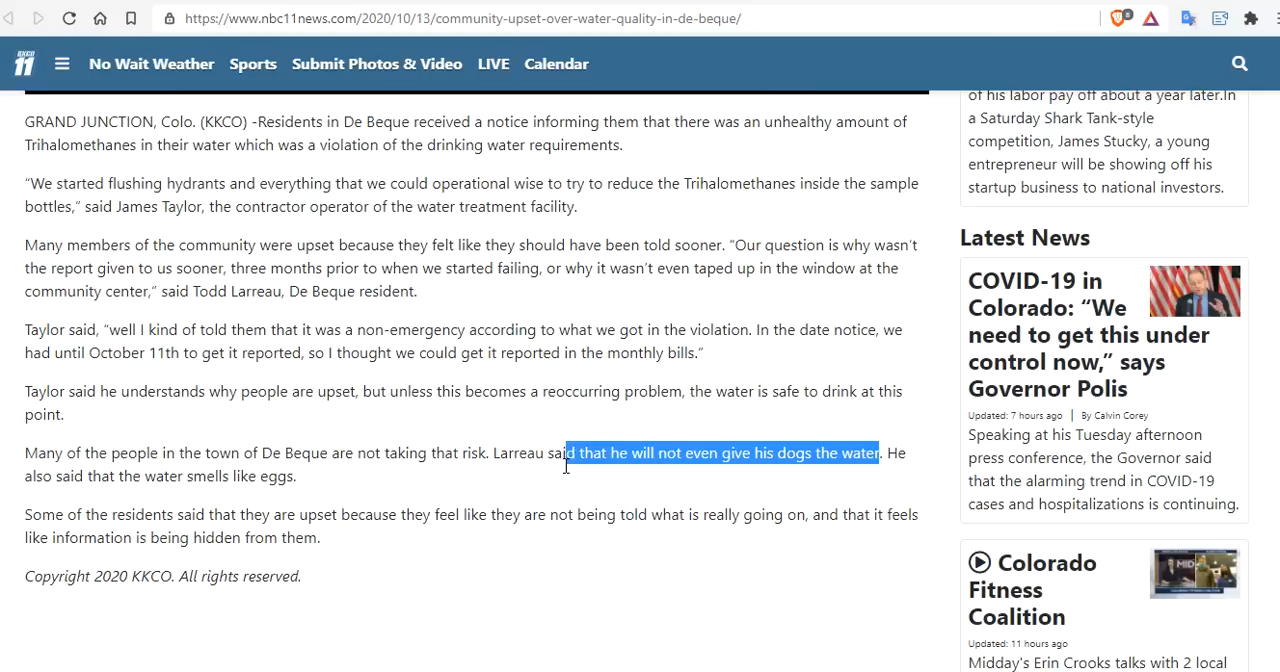 https://www.nbc11news.com/2020/10/13/community-upset-over-water-quality-in-de-beque/
KKCO
11
No Wait Weather
Sports
Submit Photos & Video
LIVE
Calendar
GRAND JUNCTION, Colo. (KKCO) -Residents in De Beque received a notice informing them that there was an unhealthy amount of
Trihalomethanes in their water which was a violation of the drinking water requirements.
“We started flushing hydrants and everything that we could operational wise to try to reduce the Trihalomethanes inside the sample
bottles,” said James Taylor, the contractor operator of the water treatment facility.
Many members of the community were upset because they felt like they should have been told sooner. “Our question is why wasn’t
the report given to us sooner, three months prior to when we started failing, or why it wasn’t even taped up in the window at the
community center,” said Todd Larreau, De Beque resident.
Taylor said, “well I kind of told them that it was a non-emergency according to what we got in the violation. In the date notice, we
had until October 11th to get it reported, so I thought we could get it reported in the monthly bills.”
Taylor said he understands why people are upset, but unless this becomes a reoccurring problem, the water is safe to drink at this
point.
Many of the people in the town of De Beque are not taking that risk. Larreau said that he will not even give his dogs the water. He
also said that the water smells like eggs.
Some of the residents said that they are upset because they feel like they are not being told what is really going on, and that it feels
like information is being hidden from them.
Copyright 2020 KKCO. All rights reserved.
of his labor pay off about a year later.In
a Saturday Shark Tank-style
competition, James Stucky, a young
entrepreneur will be showing off his
startup business to national investors.
Latest News
COVID-19 in
Colorado: “We
need to get this under
control now,” says
Governor Polis
Updated: 7 hours ago | By Calvin Corey
Speaking at his Tuesday afternoon
press conference, the Governor said
that the alarming trend in COVID-19
cases and hospitalizations is continuing.
Colorado
Fitness
Coalition
Updated: 11 hours ago
Midday's Erin Crooks talks with 2 local